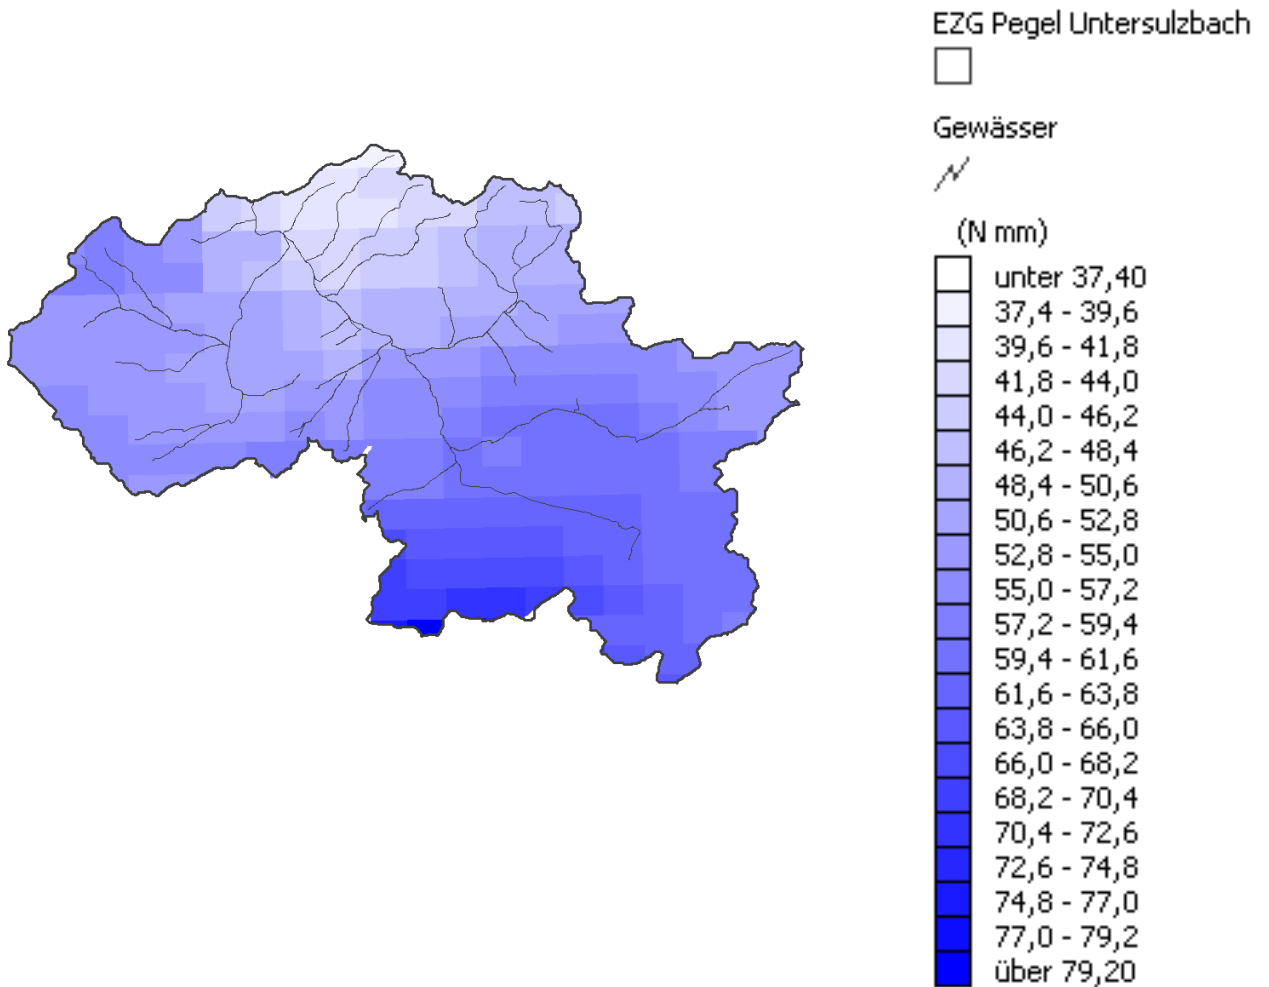 EZG Pegel Untersulzbach
Gewässer
(N mm)
unter 37,40
37,4 - 39,6
39,6 - 41,8
41,8 - 44,0
44,0 - 46,2
46,2 - 48,4
48,4 - 50,6
50,6 - 52,8
52,8 - 55,0
55,0 - 57,2
57,2 - 59,4
59,4 - 61,6
61,6 - 63,8
63,8 - 66,0
66,0 - 68,2
68,2 - 70,4
70,4 - 72,6
72,6 - 74,8
74,8 - 77,0
77,0 - 79,2
über 79,20